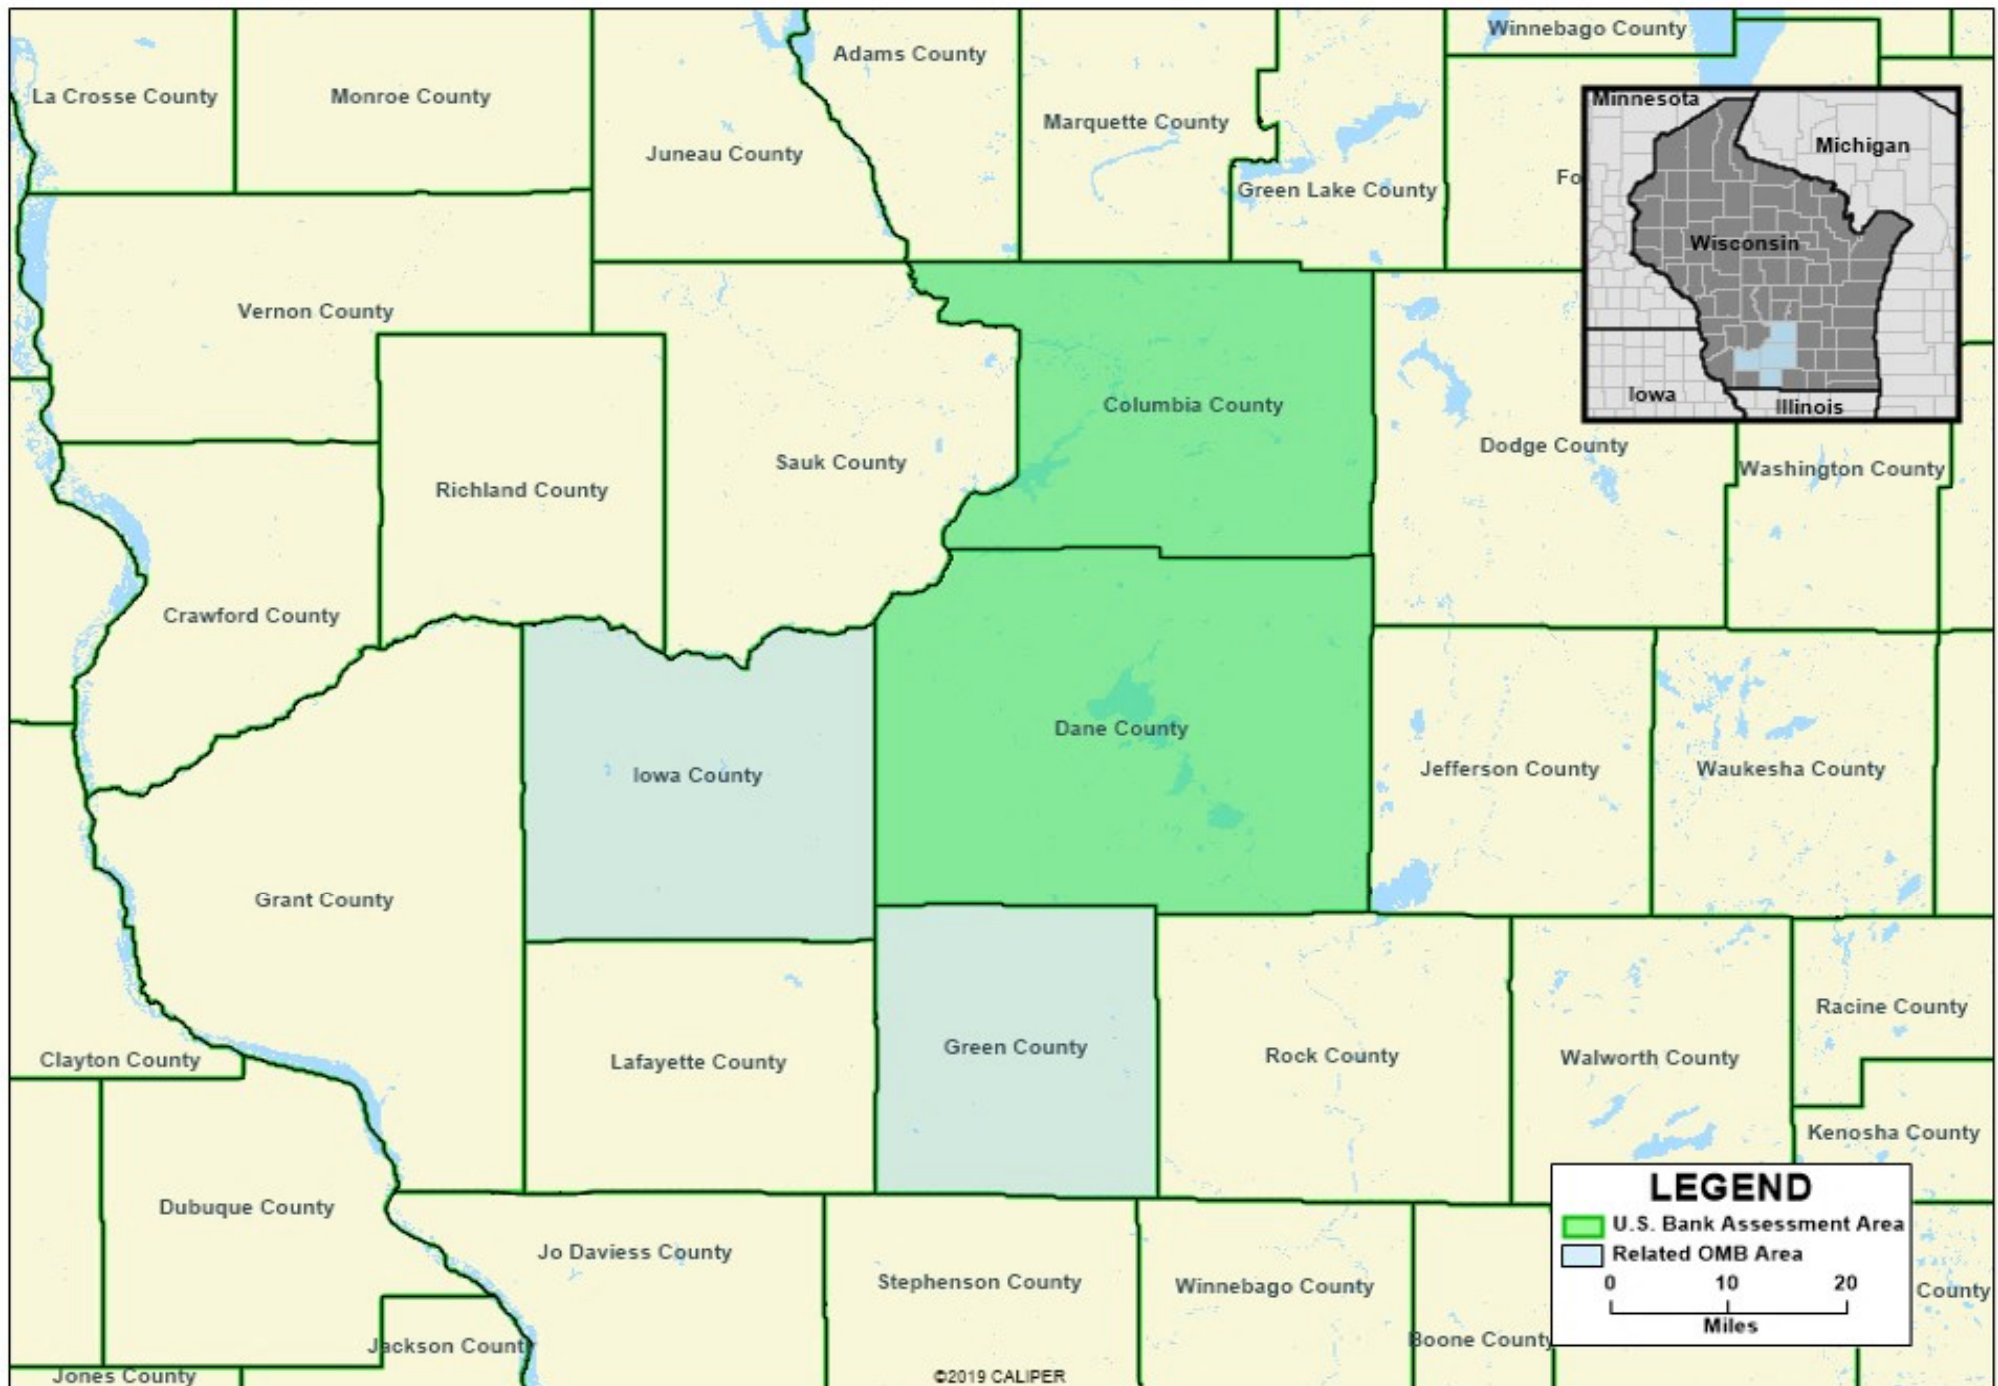 Winnebago County
Adams County
La Crosse County
Monroe County
Minnesota
Marquette County
Michigan
Juneau County
Fo
Green Lake County
Wisconsin
Vernon County
Iowa
Illinois
Columbia County
Dodge County
Sauk County
Washington County
Richland County
Crawford County
Dane County
Iowa County
Jefferson County
Waukesha County
Grant County
Racine County
Green County
Rock County
Walworth County
Clayton County
Lafayette County
Kenosha County
LEGEND
U.S. Bank Assessment Area
Related OMB Area
0 10 20
Miles
Dubuque County
Jo Daviess County
Stephenson County
Winnebago County
County
Boone County
Jackson County
Jones County
©2019 CALIPER